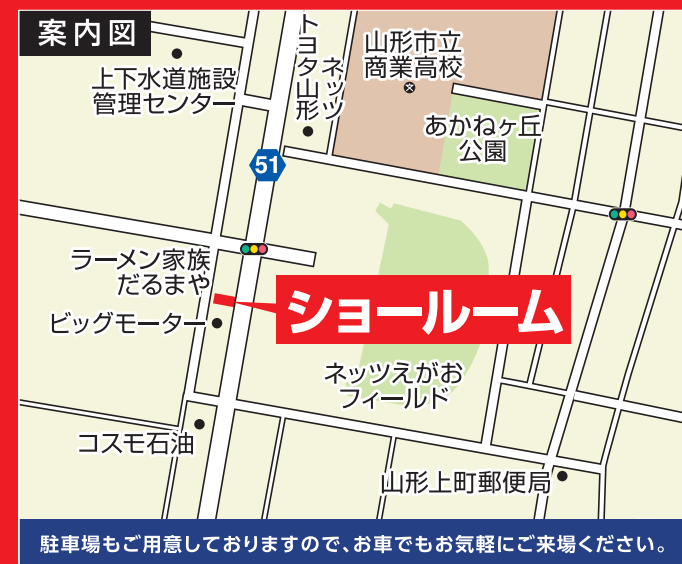 案内図
上下水道施設
管理センター
ネッツ
トヨタ山形
山形市立
商業高校
あかねヶ丘
公園
51
ラーメン家族
だるまや
ビッグモーター
ショールーム
ネッツえがお
フィールド
コスモ石油
山形上町郵便局
駐車場もご用意しておりますので、お車でもお気軽にご来場ください。